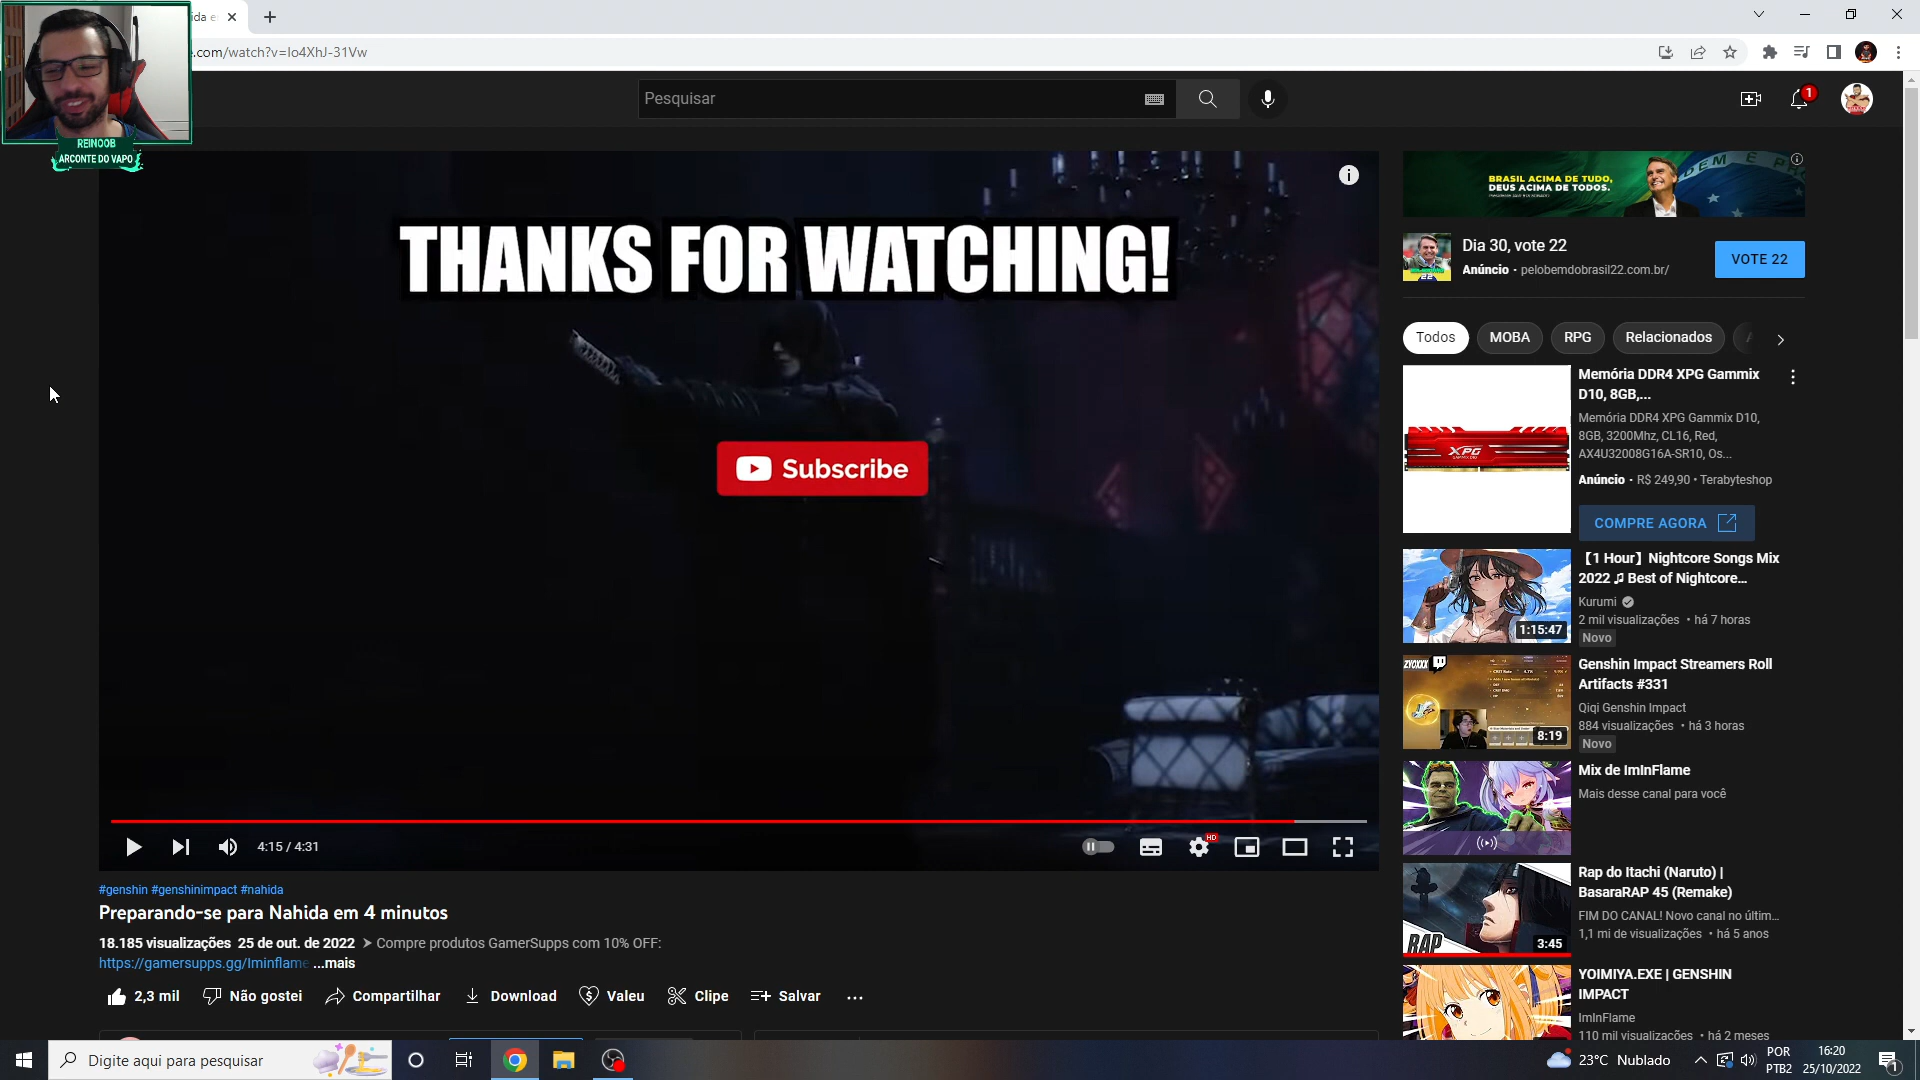 ida e
.com/watch?v=Io4XhJ-31Vw
REINOOB
ARCONTE DO VAPO
Pesquisar
1
THANKS FOR WATCHING!
Subscribe
4:15 / 4:31
HD
#genshin #genshinimpact #nahida
Preparando-se para Nahida em 4 minutos
18.185 visualizações 25 de out. de 2022 ➤ Compre produtos GamerSupps com 10% OFF:
https://gamersupps.gg/Iminflame ...mais
2,3 mil
Não gostei
Compartilhar
Download
Valeu
Clipe
Salvar
BRASIL ACIMA DE TUDO,
DEUS ACIMA DE TODOS.
Dia 30, vote 22
Anúncio · pelobemdobrasil22.com.br/
VOTE 22
Todos
MOBA
RPG
Relacionados
XPG
Memória DDR4 XPG Gammix
D10, 8GB,...
Memória DDR4 XPG Gammix D10,
8GB, 3200Mhz, CL16, Red,
AX4U32008G16A-SR10, Os...
Anúncio · R$ 249,90 • Terabyteshop
COMPRE AGORA
1:15:47
【1 Hour】Nightcore Songs Mix
2022 ♫ Best of Nightcore...
Kurumi
2 mil visualizações • há 7 horas
Novo
ZYOXXX
8:19
Genshin Impact Streamers Roll
Artifacts #331
Qiqi Genshin Impact
884 visualizações • há 3 horas
Novo
Mix de ImInFlame
Mais desse canal para você
RAP
3:45
Rap do Itachi (Naruto) |
BasaraRAP 45 (Remake)
FIM DO CANAL! Novo canal no últim...
1,1 mi de visualizações • há 5 anos
YOIMIYA.EXE | GENSHIN
IMPACT
ImInFlame
110 mil visualizações • há 2 meses
Digite aqui para pesquisar
23°C Nublado
POR
PTB2
16:20
25/10/2022
1